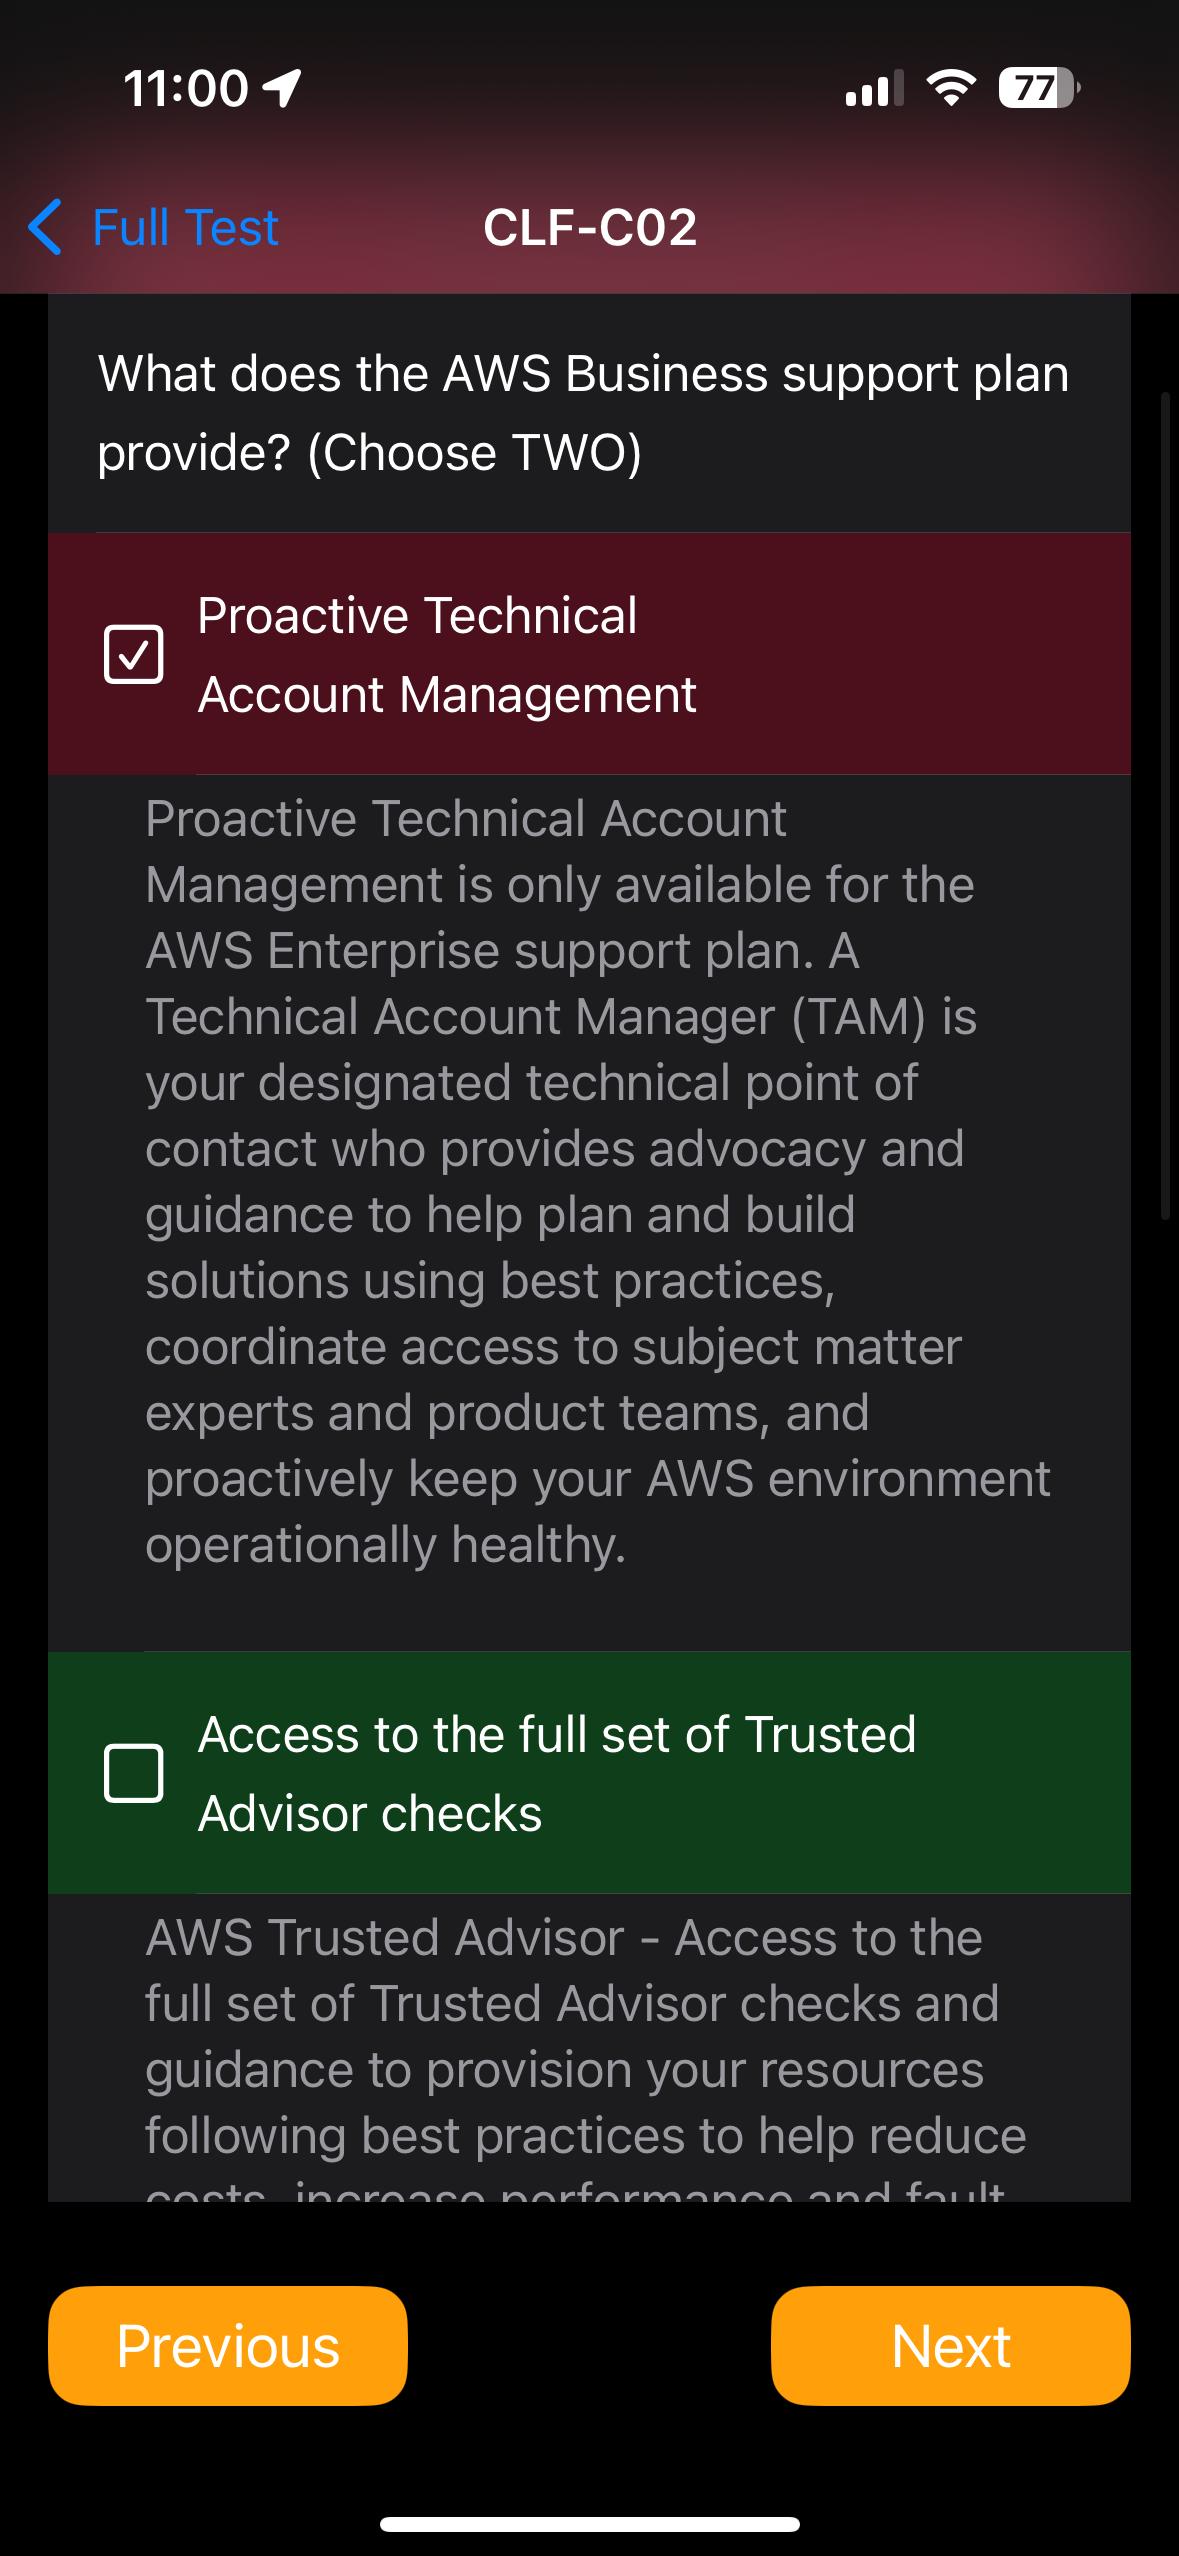 11:00
77
Full Test
CLF-C02
What does the AWS Business support plan
provide? (Choose TWO)
Proactive Technical
Account Management
Proactive Technical Account
Management is only available for the
AWS Enterprise support plan. A
Technical Account Manager (TAM) is
your designated technical point of
contact who provides advocacy and
guidance to help plan and build
solutions using best practices,
coordinate access to subject matter
experts and product teams, and
proactively keep your AWS environment
operationally healthy.
Access to the full set of Trusted
Advisor checks
AWS Trusted Advisor - Access to the
full set of Trusted Advisor checks and
guidance to provision your resources
following best practices to help reduce
costs, increase performance and fault
Previous
Next